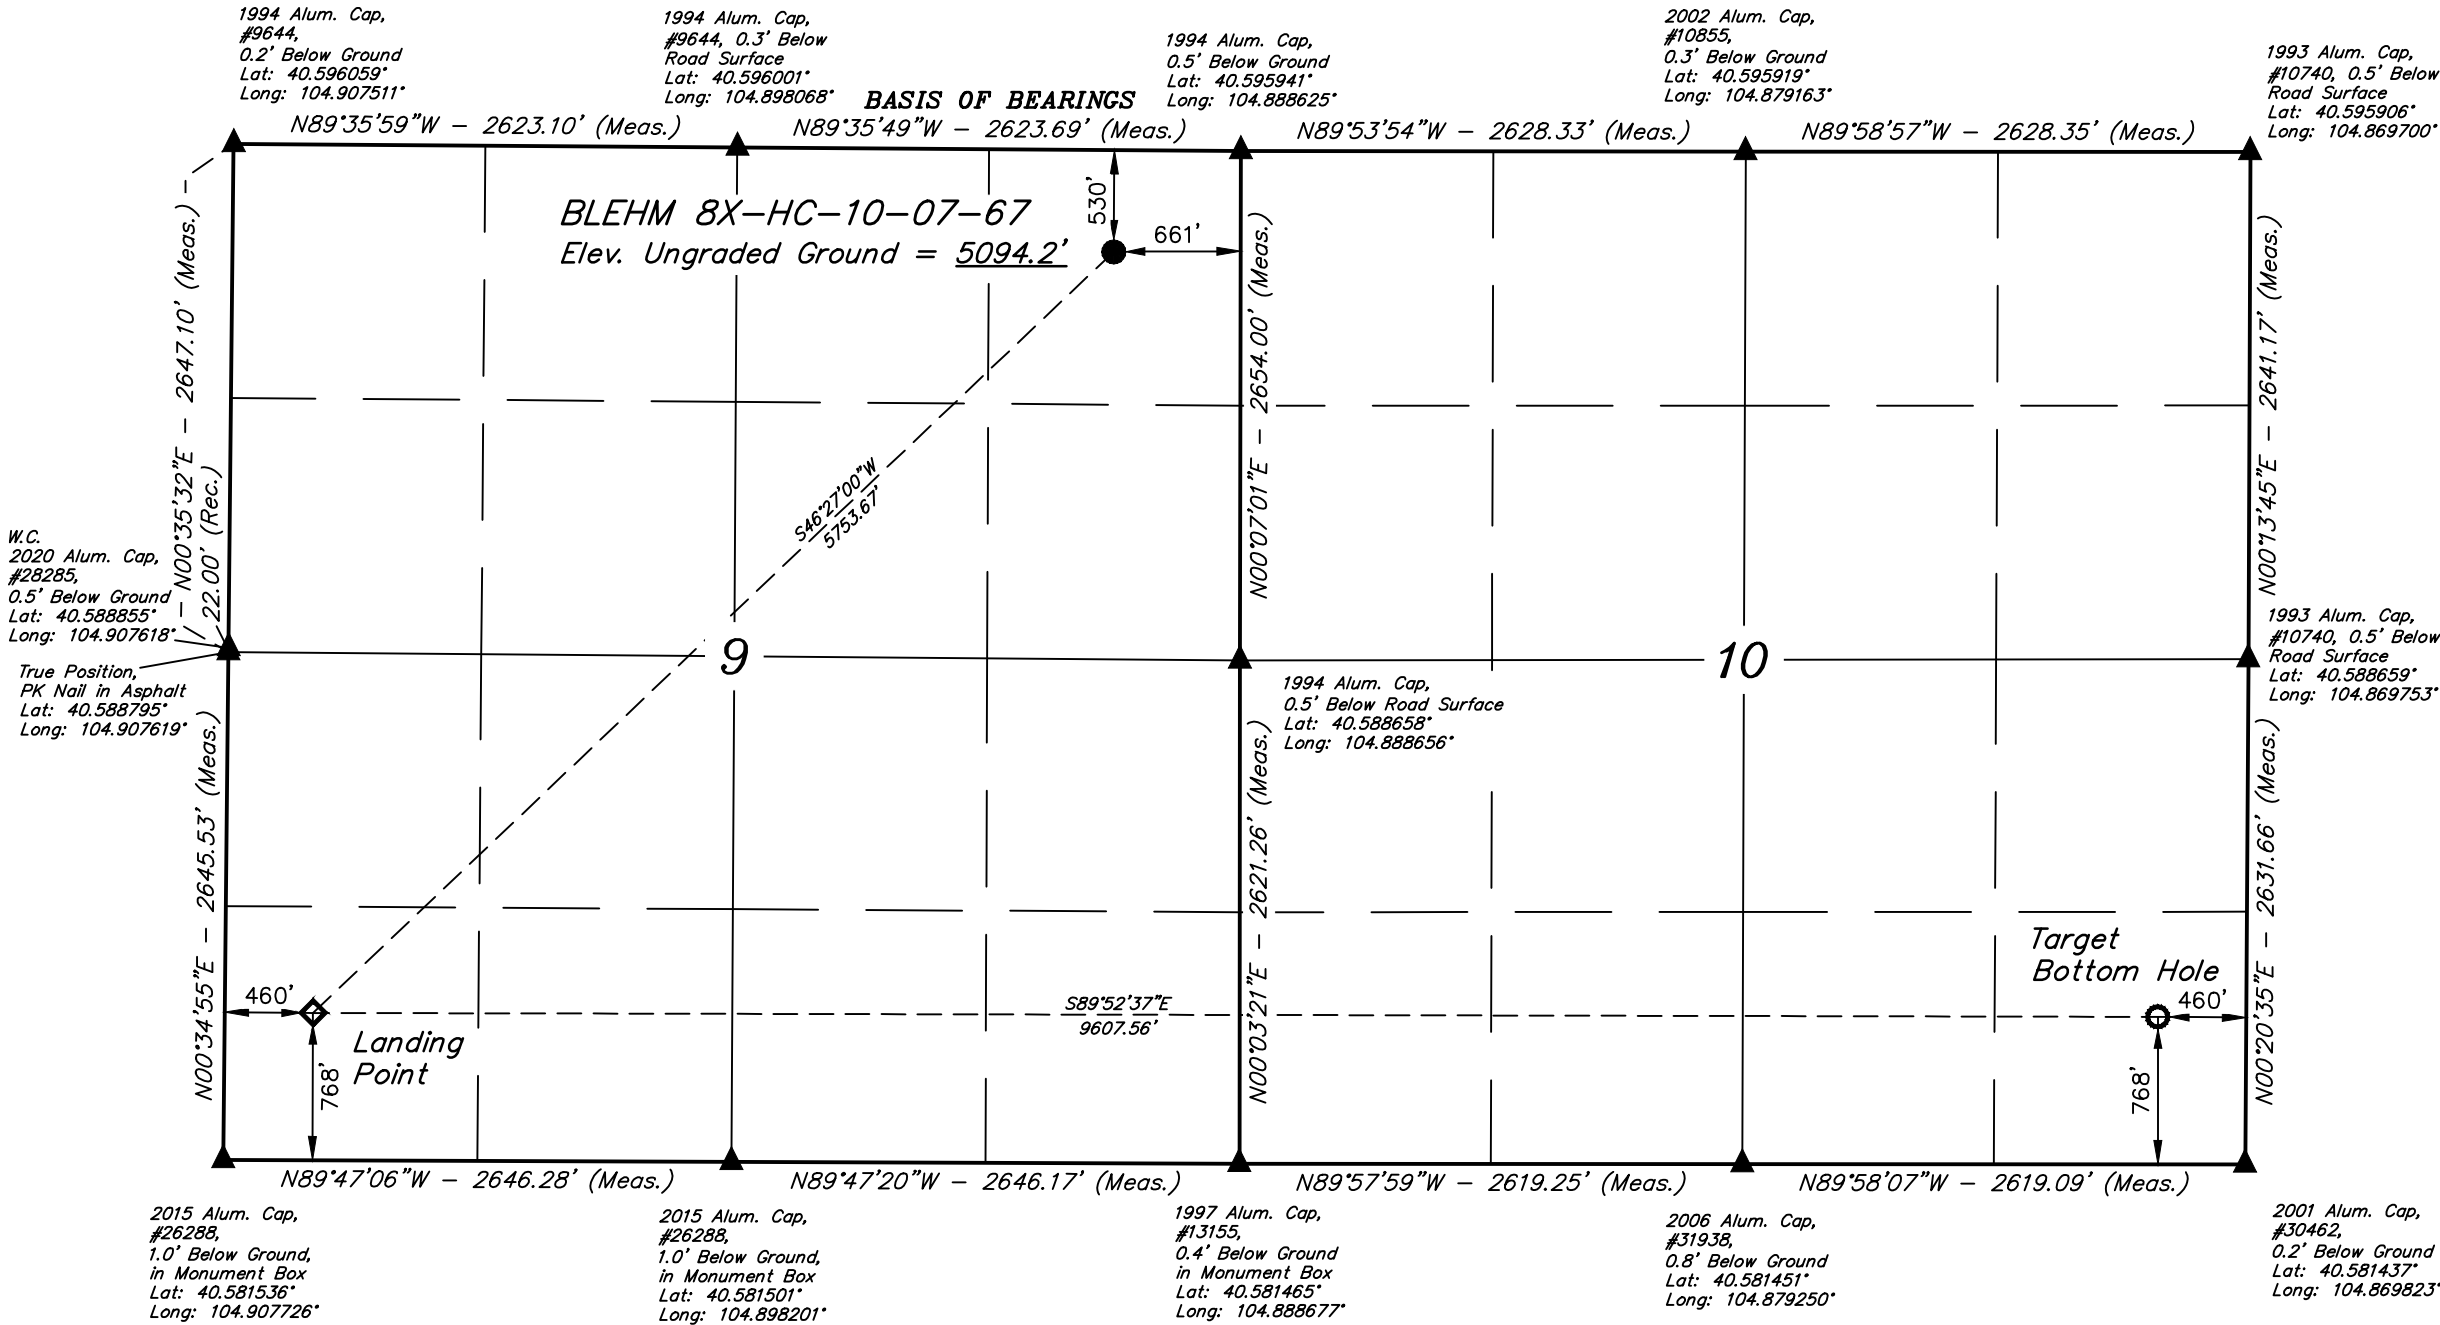 1994 Alum. Cap,
#9644,
0.2' Below Ground
Lat: 40.596059°
Long: 104.907511°
1994 Alum. Cap,
#9644, 0.3' Below
Road Surface
Lat: 40.596001°
Long: 104.898068°
BASIS OF BEARINGS
1994 Alum. Cap,
0.5' Below Ground
Lat: 40.595941°
Long: 104.888625°
2002 Alum. Cap,
#10855,
0.3' Below Ground
Lat: 40.595919°
Long: 104.879163°
1993 Alum. Cap,
#10740, 0.5' Below
Road Surface
Lat: 40.595906°
Long: 104.869700°
N89°35'59"W - 2623.10' (Meas.)
N89°35'49"W - 2623.69' (Meas.)
N89°53'54"W - 2628.33' (Meas.)
N89°58'57"W - 2628.35' (Meas.)
BLEHM 8X-HC-10-07-67
Elev. Ungraded Ground = 5094.2'
530'
661'
N00°35'32"E - 2647.10' (Meas.)
22.00' (Rec.)
N00°07'01"E - 2654.00' (Meas.)
N00°13'45"E - 2641.17' (Meas.)
S46°27'00"W
5753.67'
W.C.
2020 Alum. Cap,
#28285,
0.5' Below Ground
Lat: 40.588855°
Long: 104.907618°
True Position,
PK Nail in Asphalt
Lat: 40.588795°
Long: 104.907619°
9
10
1994 Alum. Cap,
0.5' Below Road Surface
Lat: 40.588658°
Long: 104.888656°
1993 Alum. Cap,
#10740, 0.5' Below
Road Surface
Lat: 40.588659°
Long: 104.869753°
N00°34'55"E - 2645.53' (Meas.)
N00°03'21"E - 2621.26' (Meas.)
N00°20'35"E - 2631.66' (Meas.)
460'
Landing
Point
768'
S89°52'37"E
9607.56'
Target
Bottom Hole
460'
768'
N89°47'06"W - 2646.28' (Meas.)
N89°47'20"W - 2646.17' (Meas.)
N89°57'59"W - 2619.25' (Meas.)
N89°58'07"W - 2619.09' (Meas.)
2015 Alum. Cap,
#26288,
1.0' Below Ground,
in Monument Box
Lat: 40.581536°
Long: 104.907726°
2015 Alum. Cap,
#26288,
1.0' Below Ground,
in Monument Box
Lat: 40.581501°
Long: 104.898201°
1997 Alum. Cap,
#13155,
0.4' Below Ground
in Monument Box
Lat: 40.581465°
Long: 104.888677°
2006 Alum. Cap,
#31938,
0.8' Below Ground
Lat: 40.581451°
Long: 104.879250°
2001 Alum. Cap,
#30462,
0.2' Below Ground
Lat: 40.581437°
Long: 104.869823°